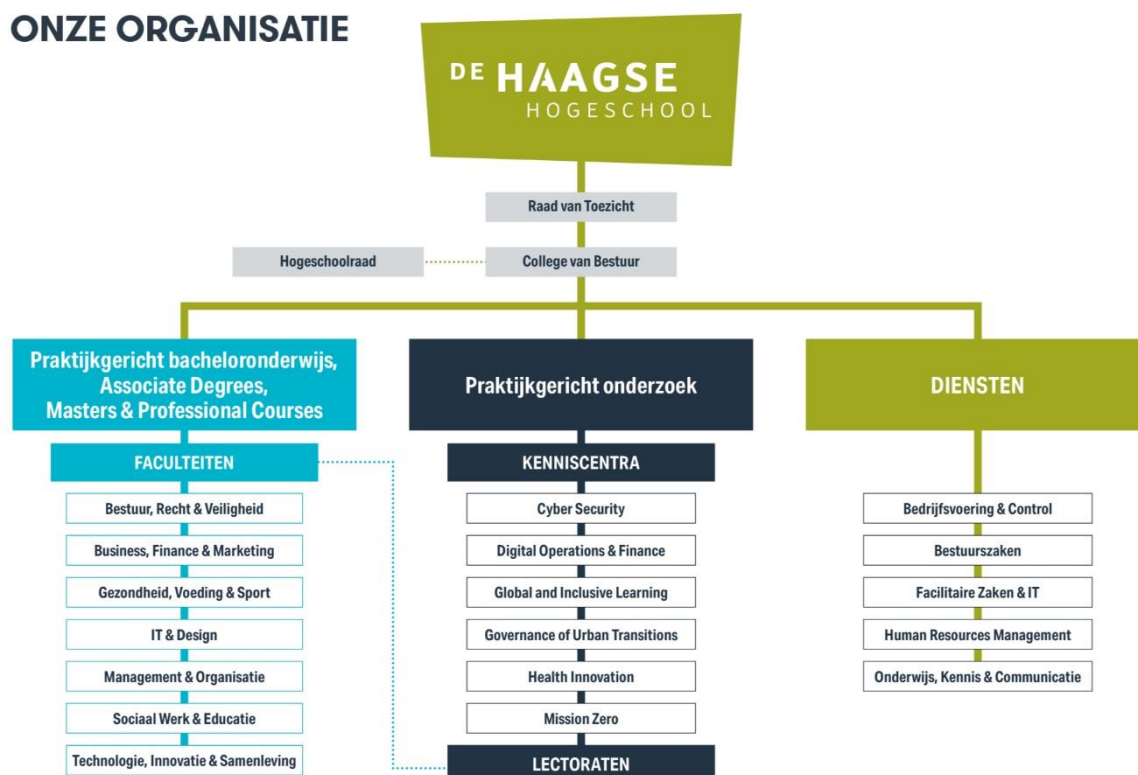 ONZE ORGANISATIE
DE HAAGSE
HOGESCHOOL
Raad van Toezicht
Hogeschoolraad
College van Bestuur
Praktijkgericht bacheloronderwijs,
Associate Degrees,
Masters & Professional Courses
FACULTEITEN
Bestuur, Recht & Veiligheid
Business, Finance & Marketing
Gezondheid, Voeding & Sport
IT & Design
Management & Organisatie
Sociaal Werk & Educatie
Technologie, Innovatie & Samenleving
Praktijkgericht onderzoek
KENNISCENTRA
Cyber Security
Digital Operations & Finance
Global and Inclusive Learning
Governance of Urban Transitions
Health Innovation
Mission Zero
LECTORATEN
DIENSTEN
Bedrijfsvoering & Control
Bestuurszaken
Facilitaire Zaken & IT
Human Resources Management
Onderwijs, Kennis & Communicatie